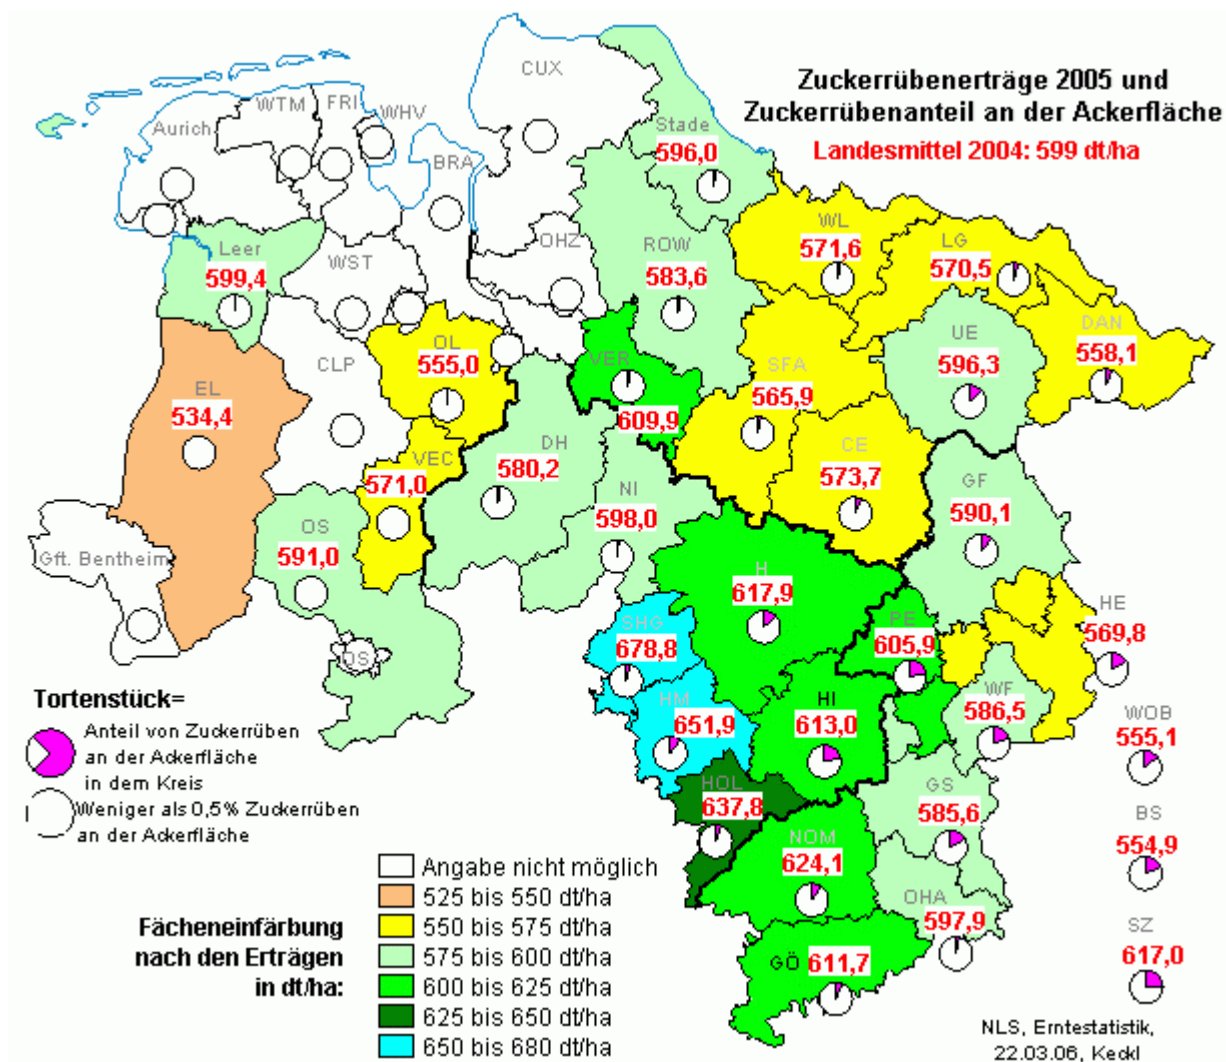 Zuckerrübenerträge 2005 und
Zuckerrübenanteil an der Ackerfläche
Landesmittel 2004: 599 dt/ha
CUX
WTM
FRI
WHV
Aurich
BRA
Stade
596,0
Leer
599,4
WST
OHZ
ROW
583,6
WL
571,6
LG
570,5
DAN
558,1
UE
596,3
OL
555,0
VER
609,9
SFA
565,9
CLP
EL
534,4
VEC
571,0
DH
580,2
NI
598,0
CE
573,7
GF
590,1
OS
591,0
Gft. Bentheim
OS
H
617,9
PE
605,9
HE
569,8
SHG
678,8
HM
651,9
HI
613,0
WF
586,5
WOB
555,1
HOL
637,8
NOM
624,1
GS
585,6
BS
554,9
OHA
597,9
GÖ
611,7
SZ
617,0
Tortenstück=
Anteil von Zuckerrüben
an der Ackerfläche
in dem Kreis
Weniger als 0,5% Zuckerrüben
an der Ackerfläche
Fächeneinfärbung
nach den Erträgen
in dt/ha:
Angabe nicht möglich
525 bis 550 dt/ha
550 bis 575 dt/ha
575 bis 600 dt/ha
600 bis 625 dt/ha
625 bis 650 dt/ha
650 bis 680 dt/ha
NLS, Erntestatistik,
22.03.06, Keckl